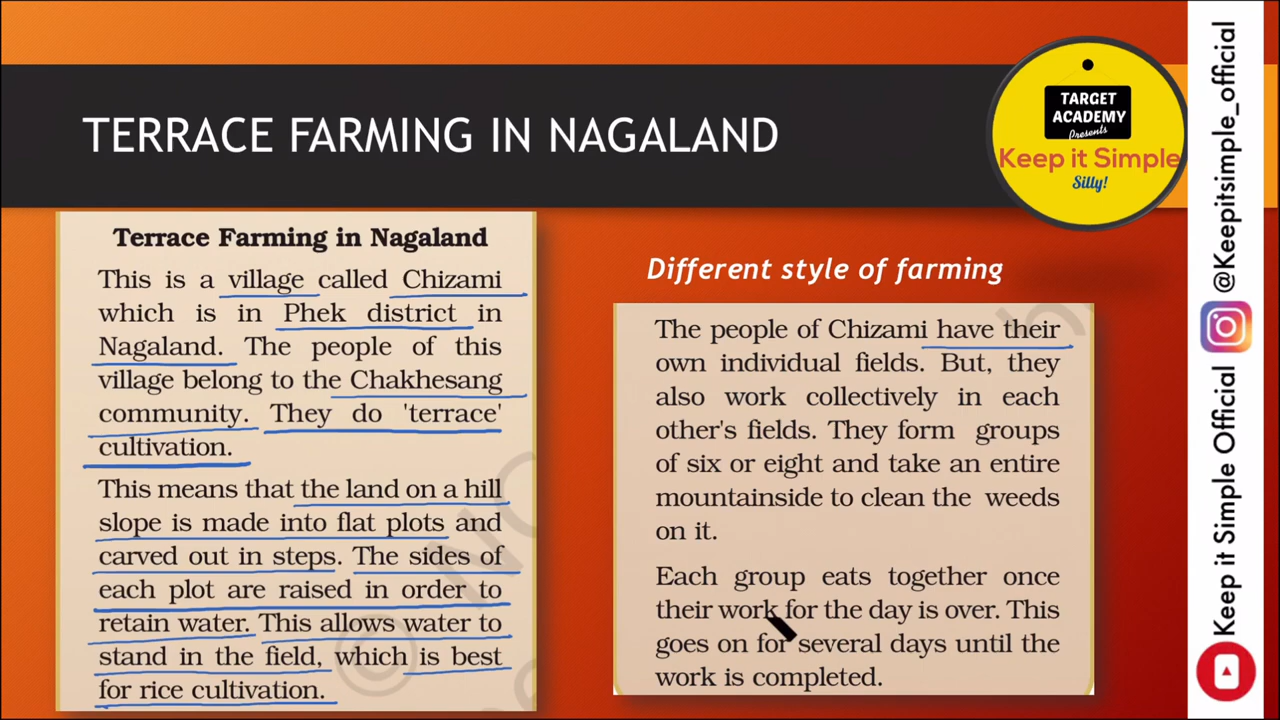 TERRACE FARMING IN NAGALAND
TARGET
ACADEMY
Presents
Keep it Simple
Silly!
Terrace Farming in Nagaland
This is a village called Chizami
which is in Phek district in
Nagaland. The people of this
village belong to the Chakhesang
community. They do 'terrace'
cultivation.
This means that the land on a hill
slope is made into flat plots and
carved out in steps. The sides of
each plot are raised in order to
retain water. This allows water to
stand in the field, which is best
for rice cultivation.
Different style of farming
The people of Chizami have their
own individual fields. But, they
also work collectively in each
other's fields. They form groups
of six or eight and take an entire
mountainside to clean the weeds
on it.
Each group eats together once
their work for the day is over. This
goes on for several days until the
work is completed.
@Keepitsimple_official
Keep it Simple Official